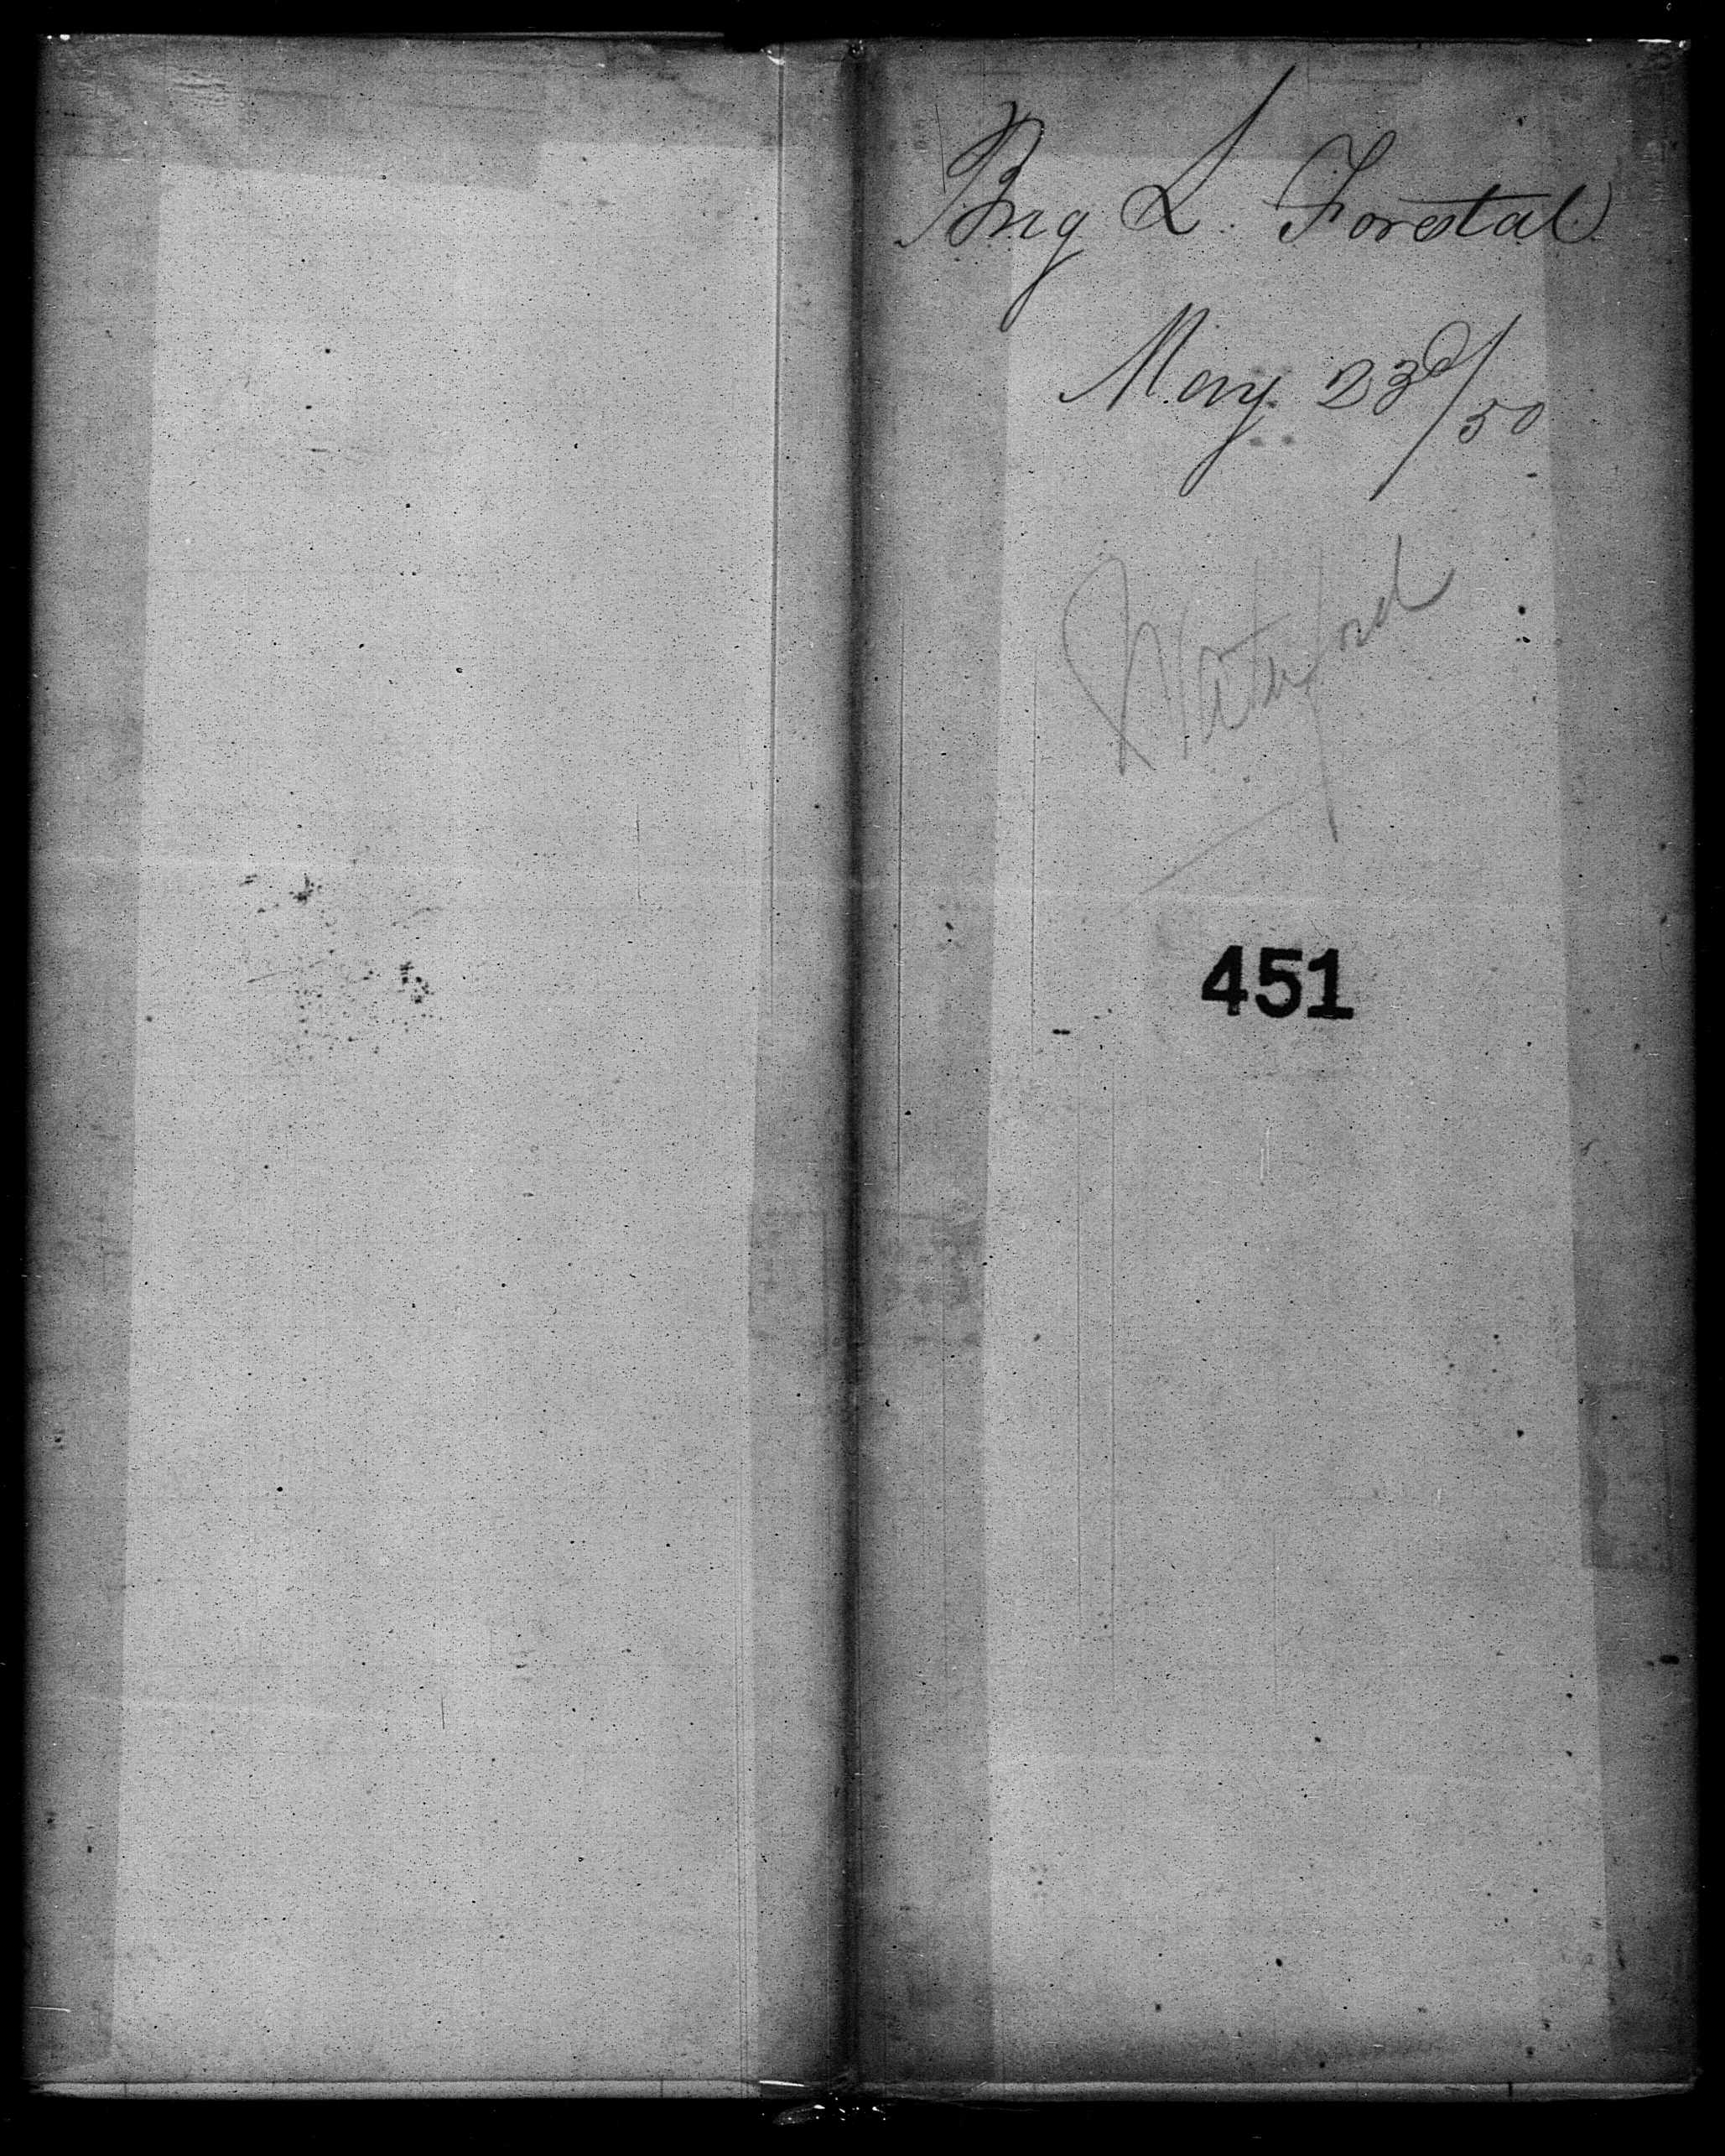 Brig L. Forestal
May 23d/50
Waterford
451